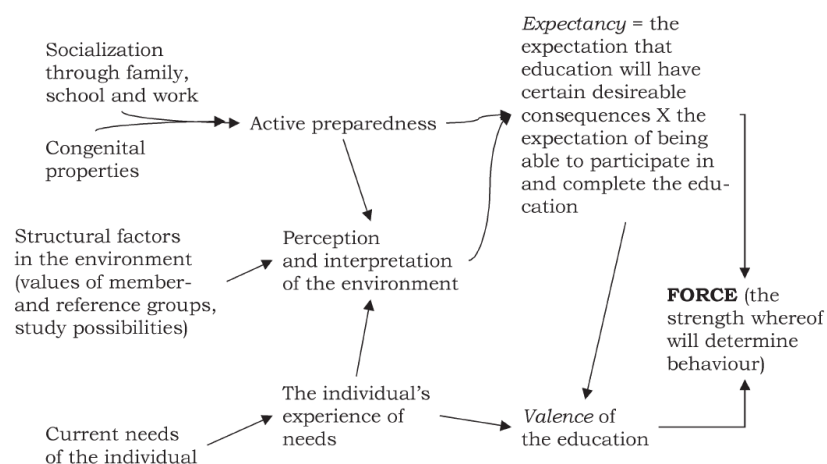 Socialization
through family,
school and work
Congenital
properties
Active preparedness
Expectancy = the
expectation that
education will have
certain desireable
consequences X the
expectation of being
able to participate in
and complete the edu-
cation
Structural factors
in the environment
(values of member-
and reference groups,
study possibilities)
Perception
and interpretation
of the environment
FORCE (the
strength whereof
will determine
behaviour)
Current needs
of the individual
The individual's
experience of
needs
Valence of
the education